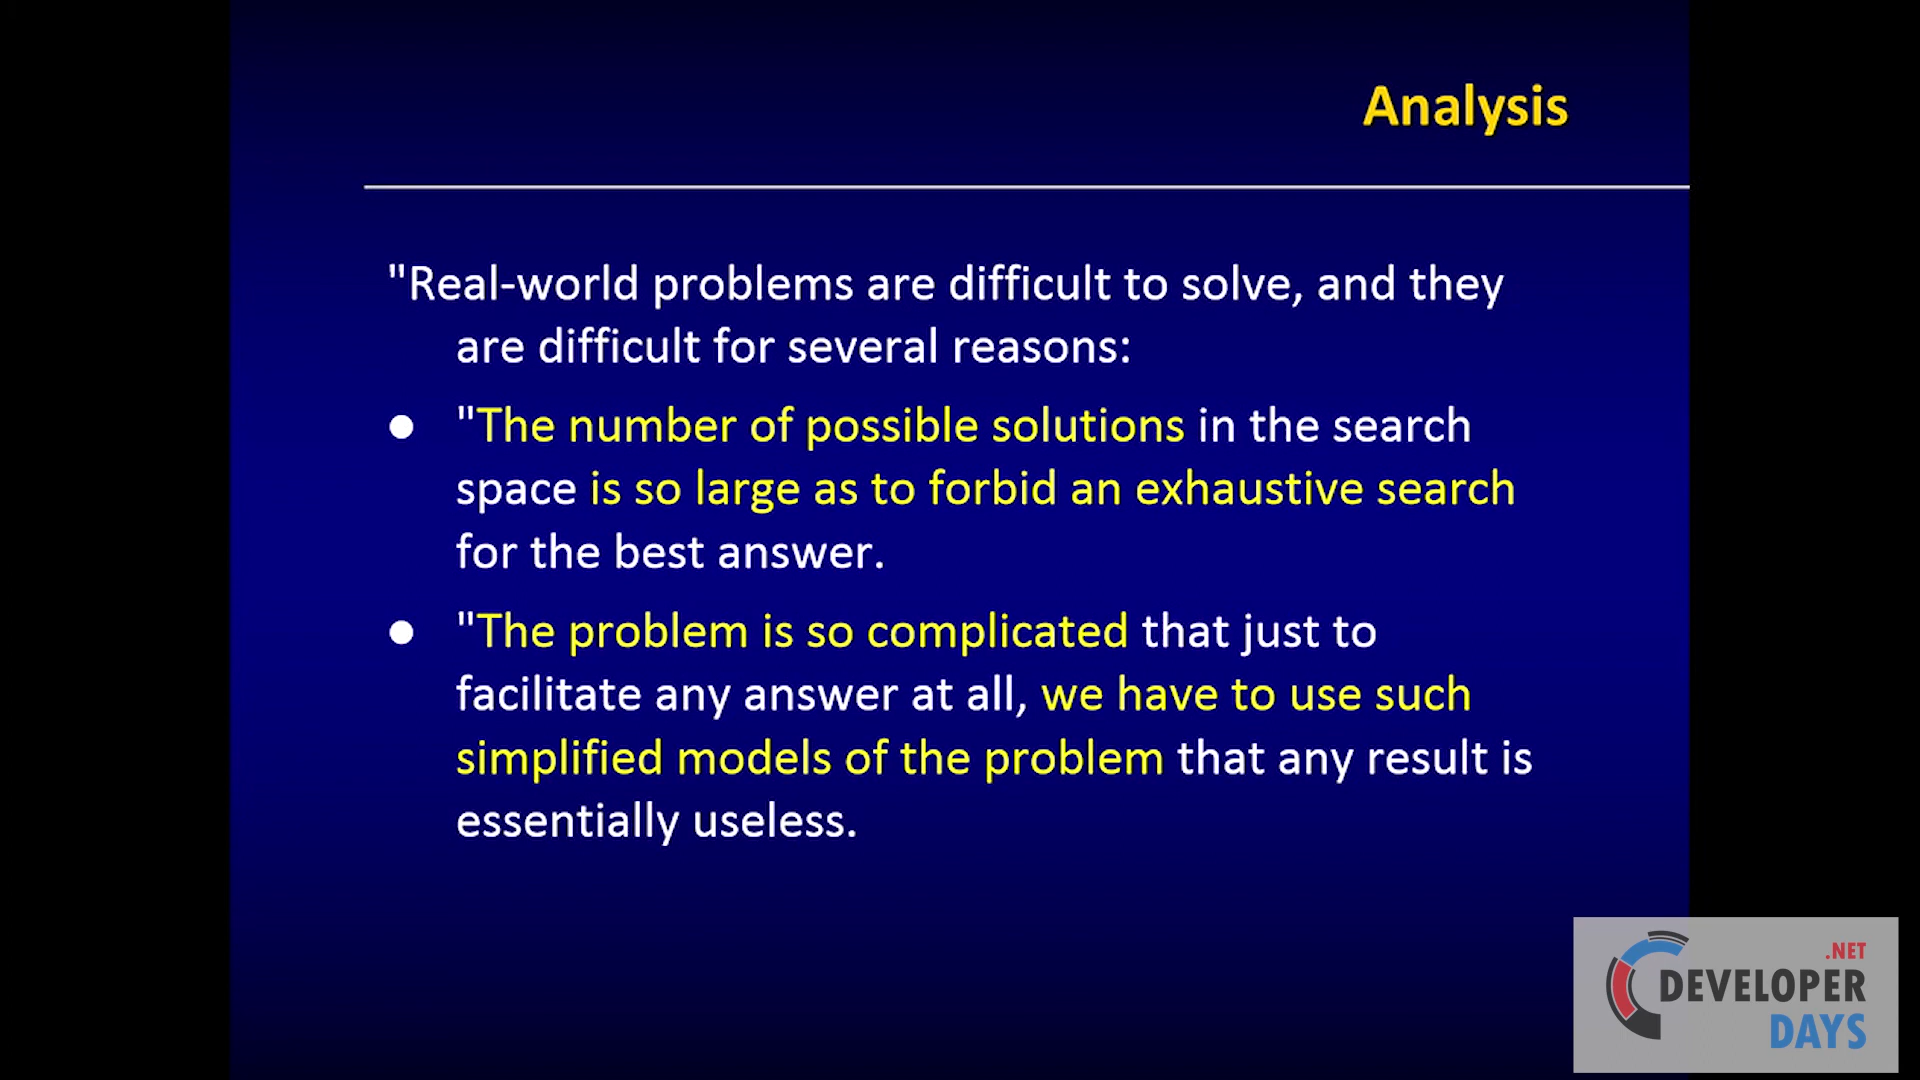 Analysis
"Real-world problems are difficult to solve, and they
are difficult for several reasons:
● "The number of possible solutions in the search
space is so large as to forbid an exhaustive search
for the best answer.
● "The problem is so complicated that just to
facilitate any answer at all, we have to use such
simplified models of the problem that any result is
essentially useless.
.NET
DEVELOPER
DAYS